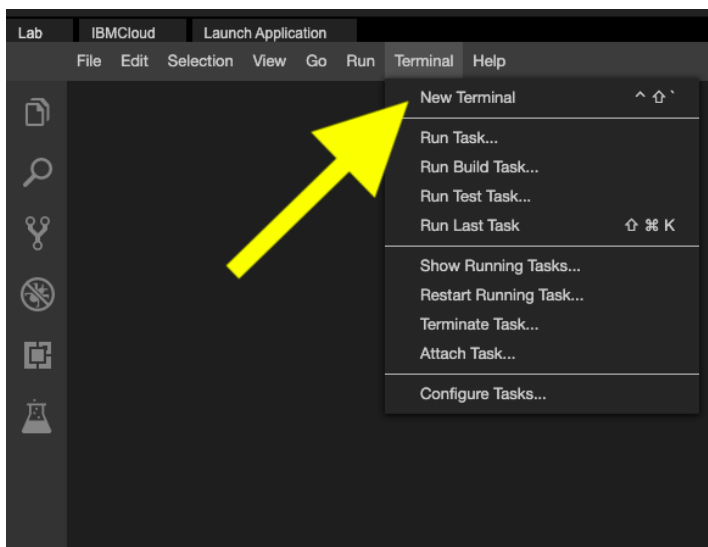 Lab IBMCloud Launch Application
File Edit Selection View Go Run Terminal Help
New Terminal ^ ⇧ `
Run Task...
Run Build Task...
Run Test Task...
Run Last Task ⇧ ⌘ K
Show Running Tasks...
Restart Running Task...
Terminate Task...
Attach Task...
Configure Tasks...